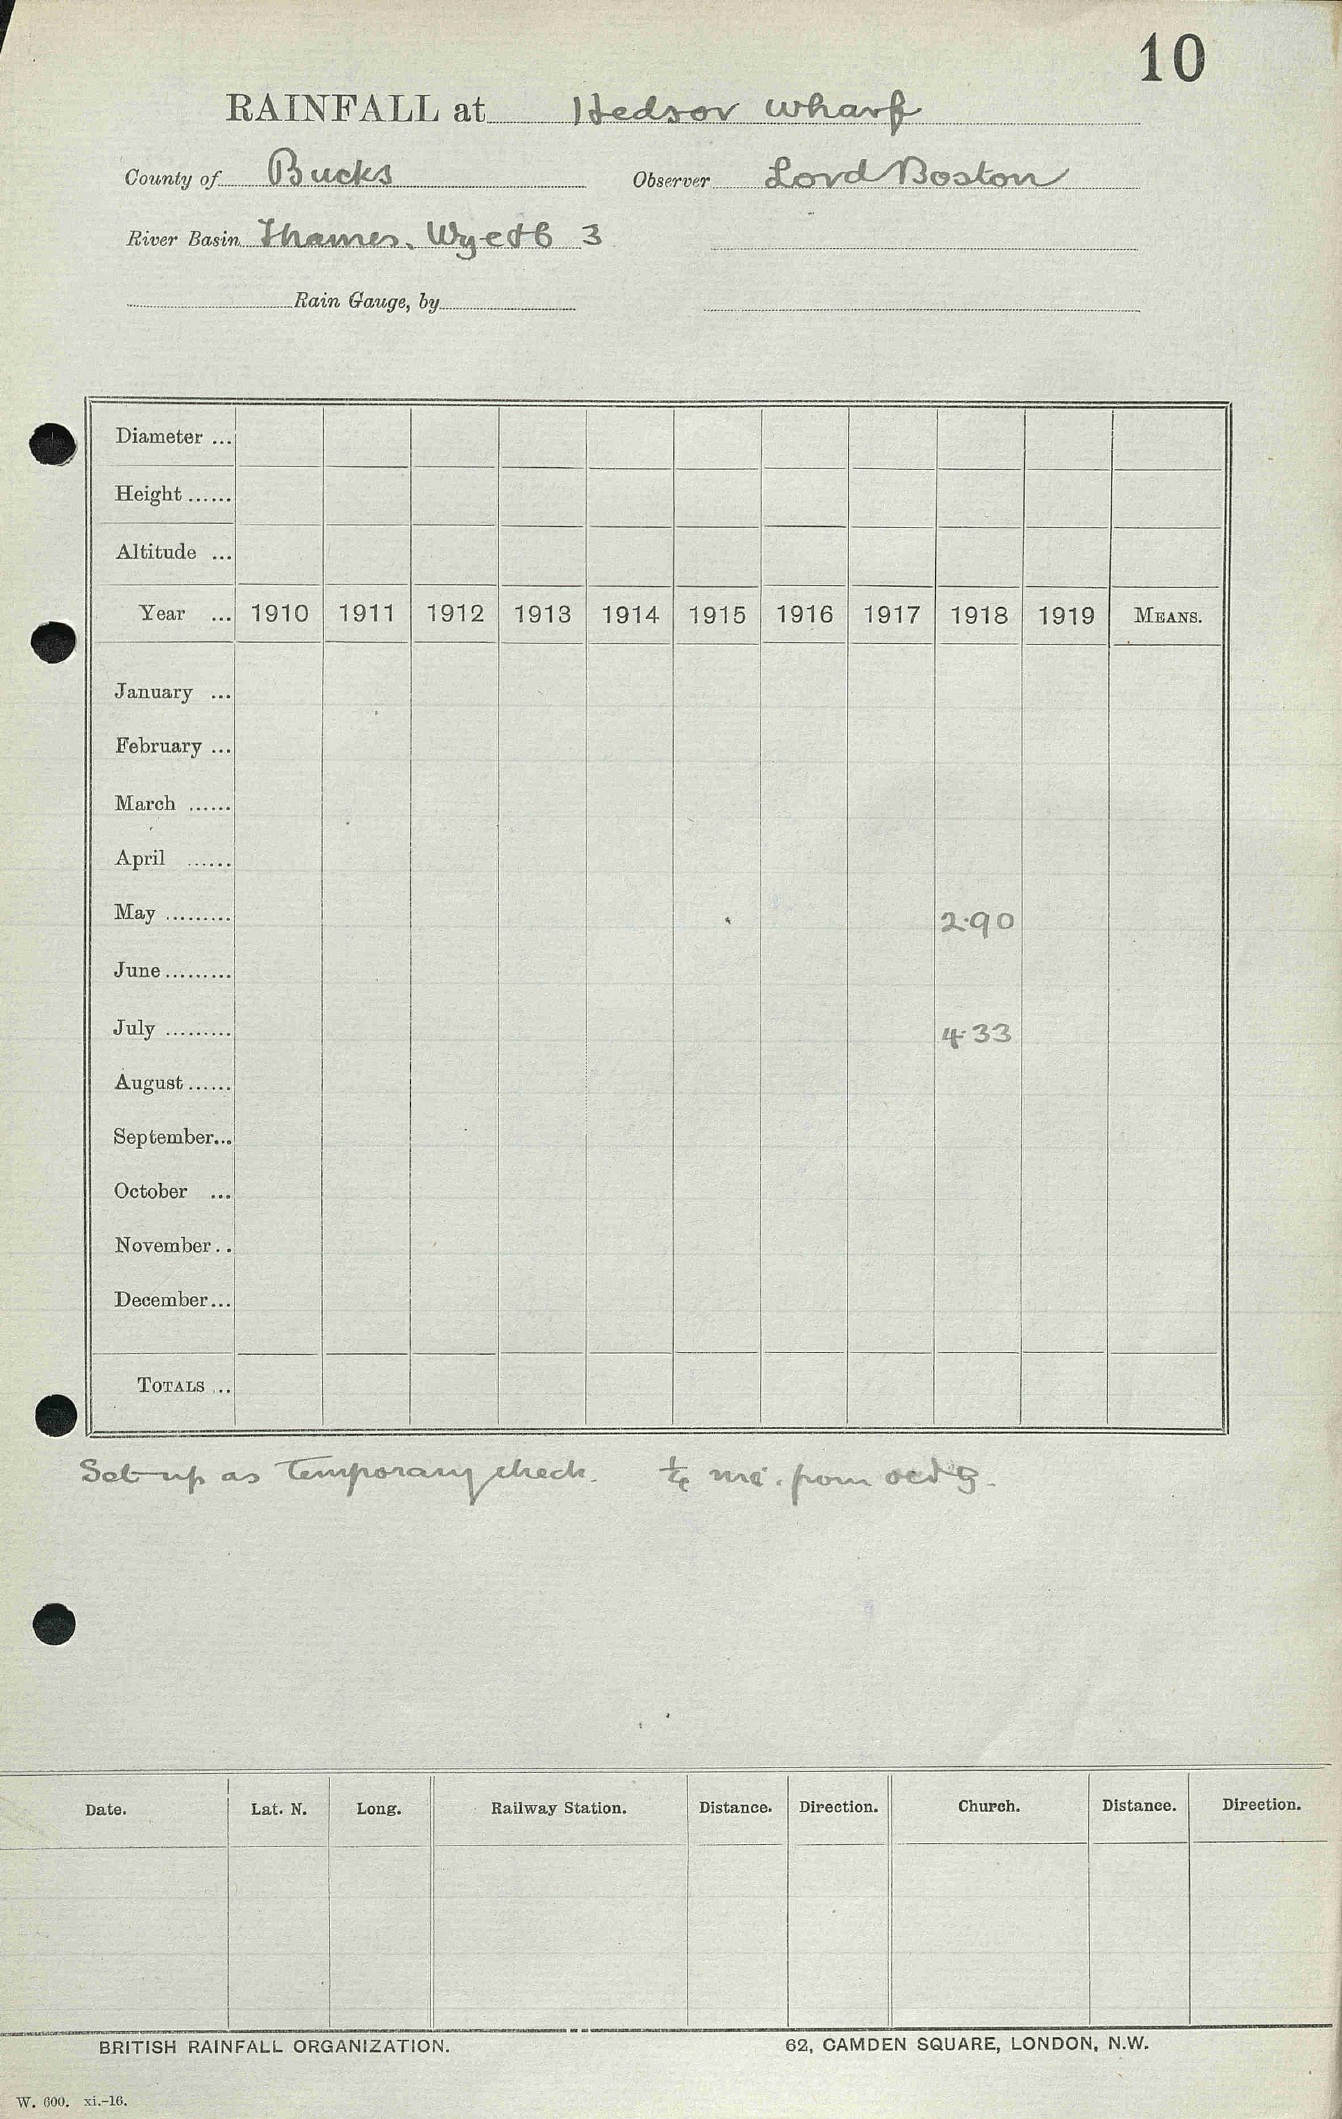 10
RAINFALL at Hedsor Wharf
County of Bucks Observer Lord Boston
River Basin Thames. Wye to 3
Rain Gauge, by
Diameter ...
Height ......
Altitude ...
Year ... 1910 1911 1912 1913 1914 1915 1916 1917 1918 1919 MEANS.
January ...
February ...
March ......
April ......
May ......... 2.90
June .........
July ......... 4.33
August ......
September...
October ...
November..
December...
TOTALS ...
Set up as temporary check. ¼ mi. from
Date. Lat. N. Long. Railway Station. Distance. Direction. Church. Distance. Direction.
BRITISH RAINFALL ORGANIZATION. 62, CAMDEN SQUARE, LONDON, N.W.
W. 600. xi.-16.